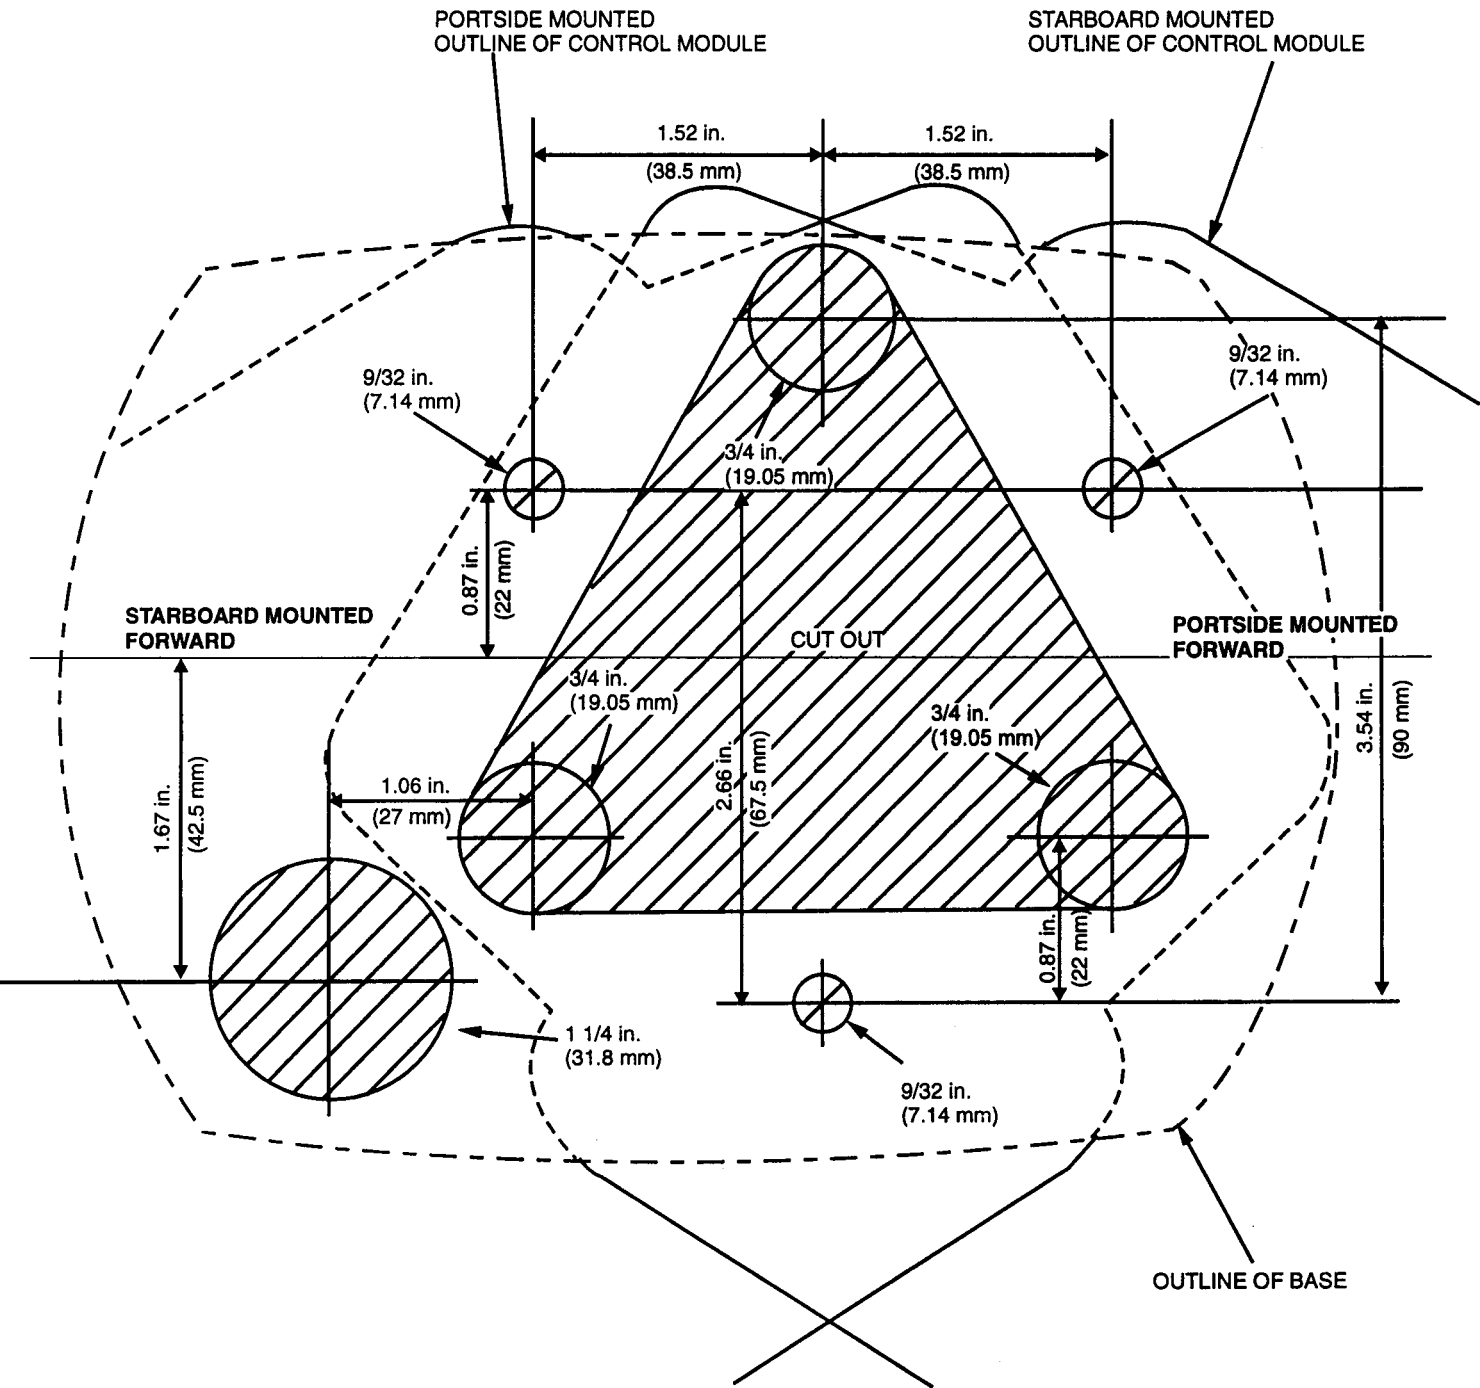 PORTSIDE MOUNTED
OUTLINE OF CONTROL MODULE
STARBOARD MOUNTED
OUTLINE OF CONTROL MODULE
1.52 in.
(38.5 mm)
1.52 in.
(38.5 mm)
9/32 in.
(7.14 mm)
9/32 in.
(7.14 mm)
3/4 in.
(19.05 mm)
0.87 in.
(22 mm)
STARBOARD MOUNTED
FORWARD
CUT OUT
PORTSIDE MOUNTED
FORWARD
3/4 in.
(19.05 mm)
3/4 in.
(19.05 mm)
3.54 in.
(90 mm)
2.66 in.
(67.5 mm)
1.06 in.
(27 mm)
1.67 in.
(42.5 mm)
0.87 in.
(22 mm)
1 1/4 in.
(31.8 mm)
9/32 in.
(7.14 mm)
OUTLINE OF BASE